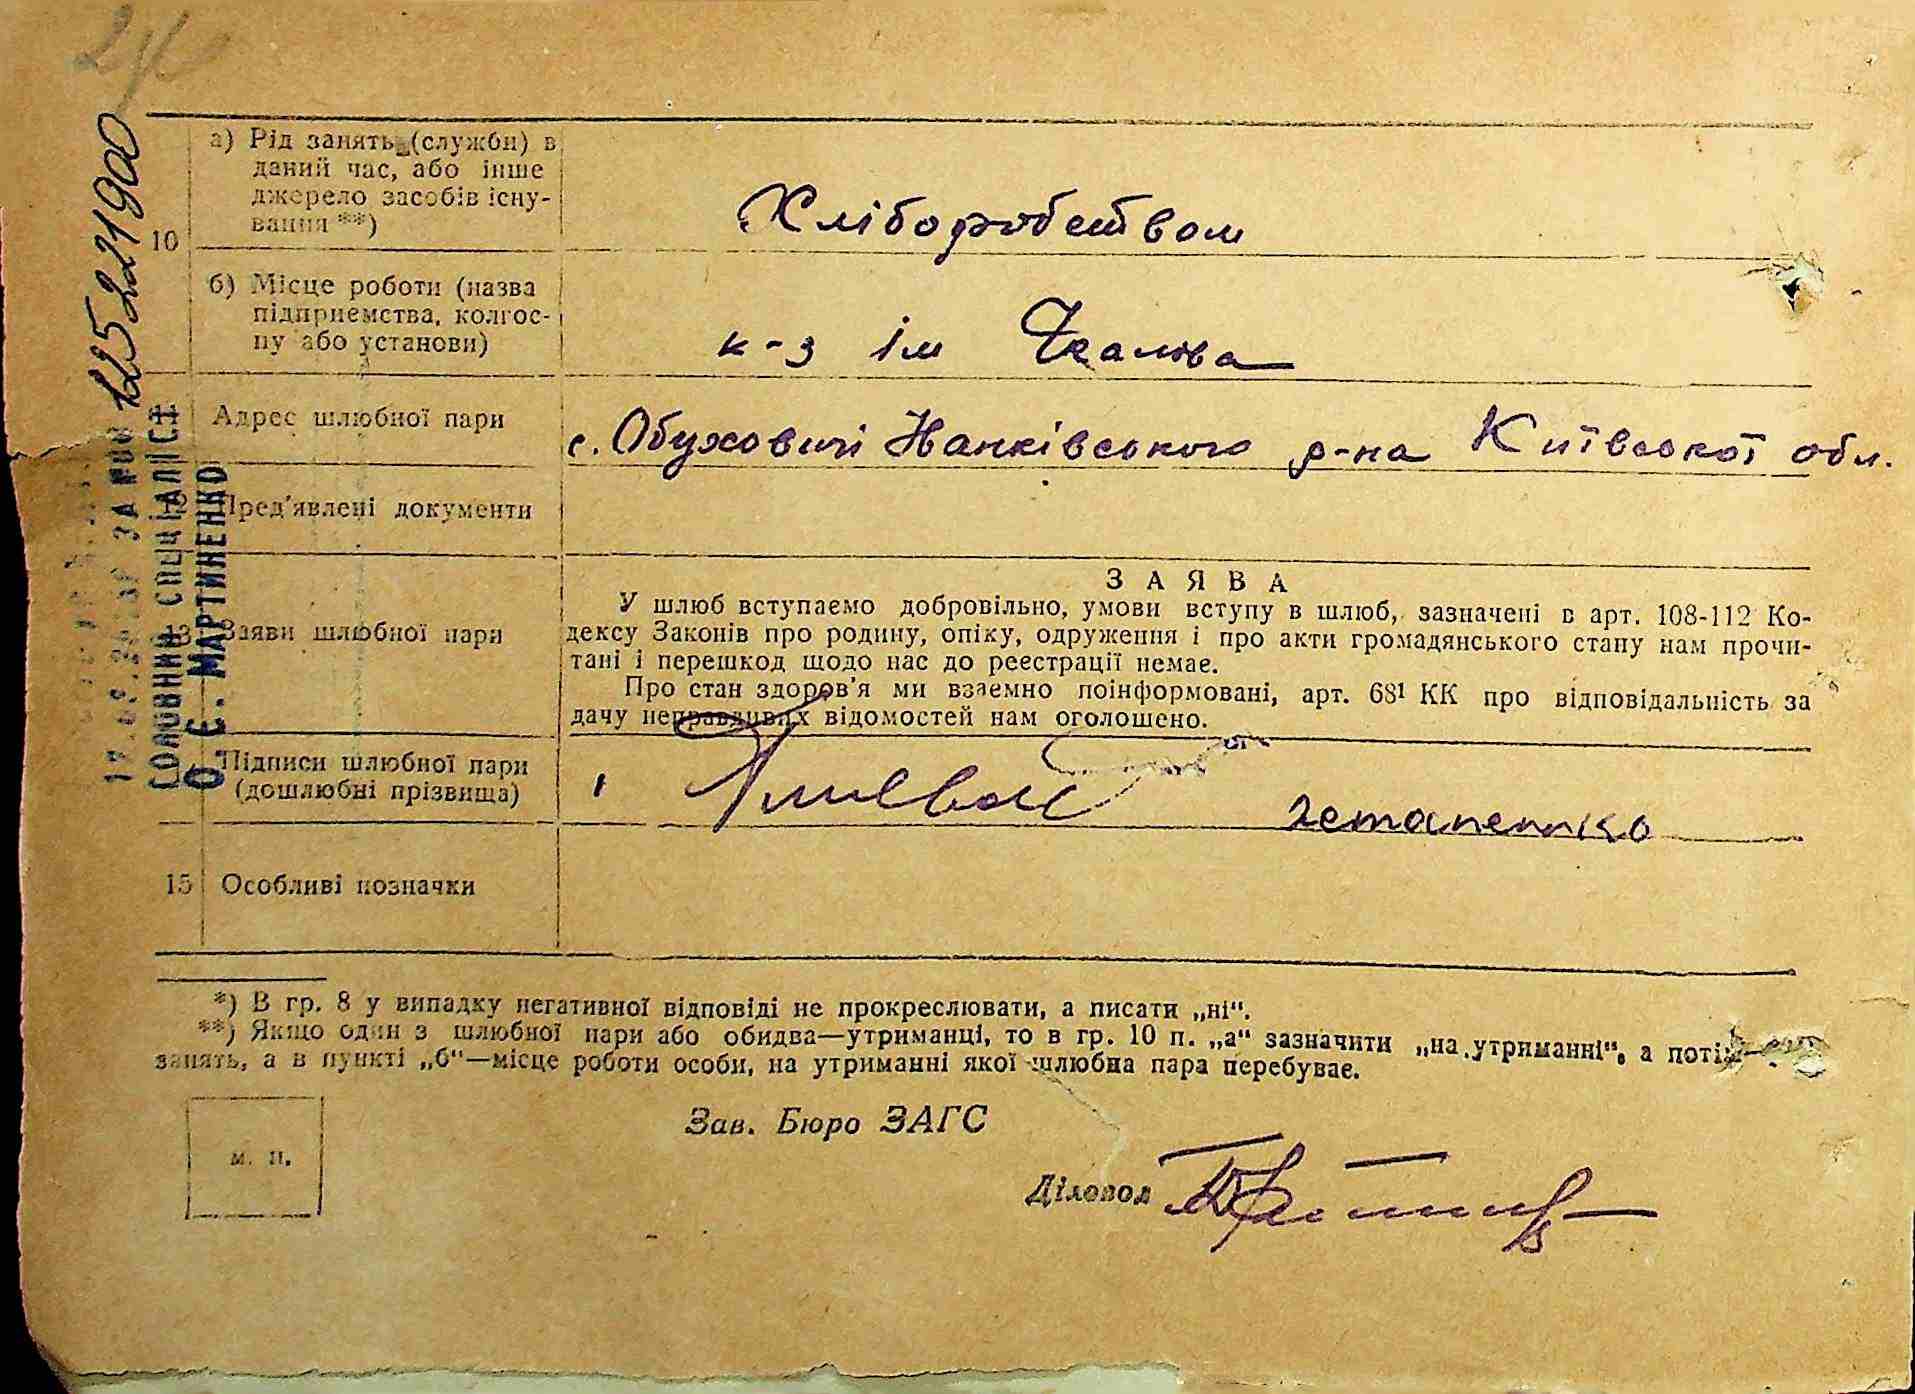 а) Рід занять (служби) в
даний час, або інше
джерело засобів існу-
вання **)
10
Хліборобством
б) Місце роботи (назва
підприємства, колгос-
пу або установи)
к-з ім Чкалова
11 Адрес шлюбної пари
с. Обуховичі Іванківського р-на Київської обл.
12 Пред'явлені документи
13 Заяви шлюбної пари
ЗАЯВА
У шлюб вступаємо добровільно, умови вступу в шлюб, зазначені в арт. 108-112 Ко-
дексу Законів про родину, опіку, одруження і про акти громадянського стану нам прочи-
тані і перешкод щодо нас до реєстрації немає.
Про стан здоров'я ми взаємно поінформовані, арт. 68¹ КК про відповідальність за
дачу неправдивих відомостей нам оголошено.
Підписи шлюбної пари
(дошлюбні прізвища)
15 Особливі позначки
*) В гр. 8 у випадку негативної відповіді не прокреслювати, а писати „ні“.
**) Якщо один з шлюбної пари або обидва—утриманці, то в гр. 10 п. „а“ зазначити „на утриманні“, а потім—
занять, а в пункті „б“—місце роботи особи, на утриманні якої шлюбна пара перебуває.
Зав. Бюро ЗАГС
м. п.
Діловод
12521900
ГОЛОВНИЙ СПЕЦІАЛІСТ
О. Є. МАРТИНЕНКО